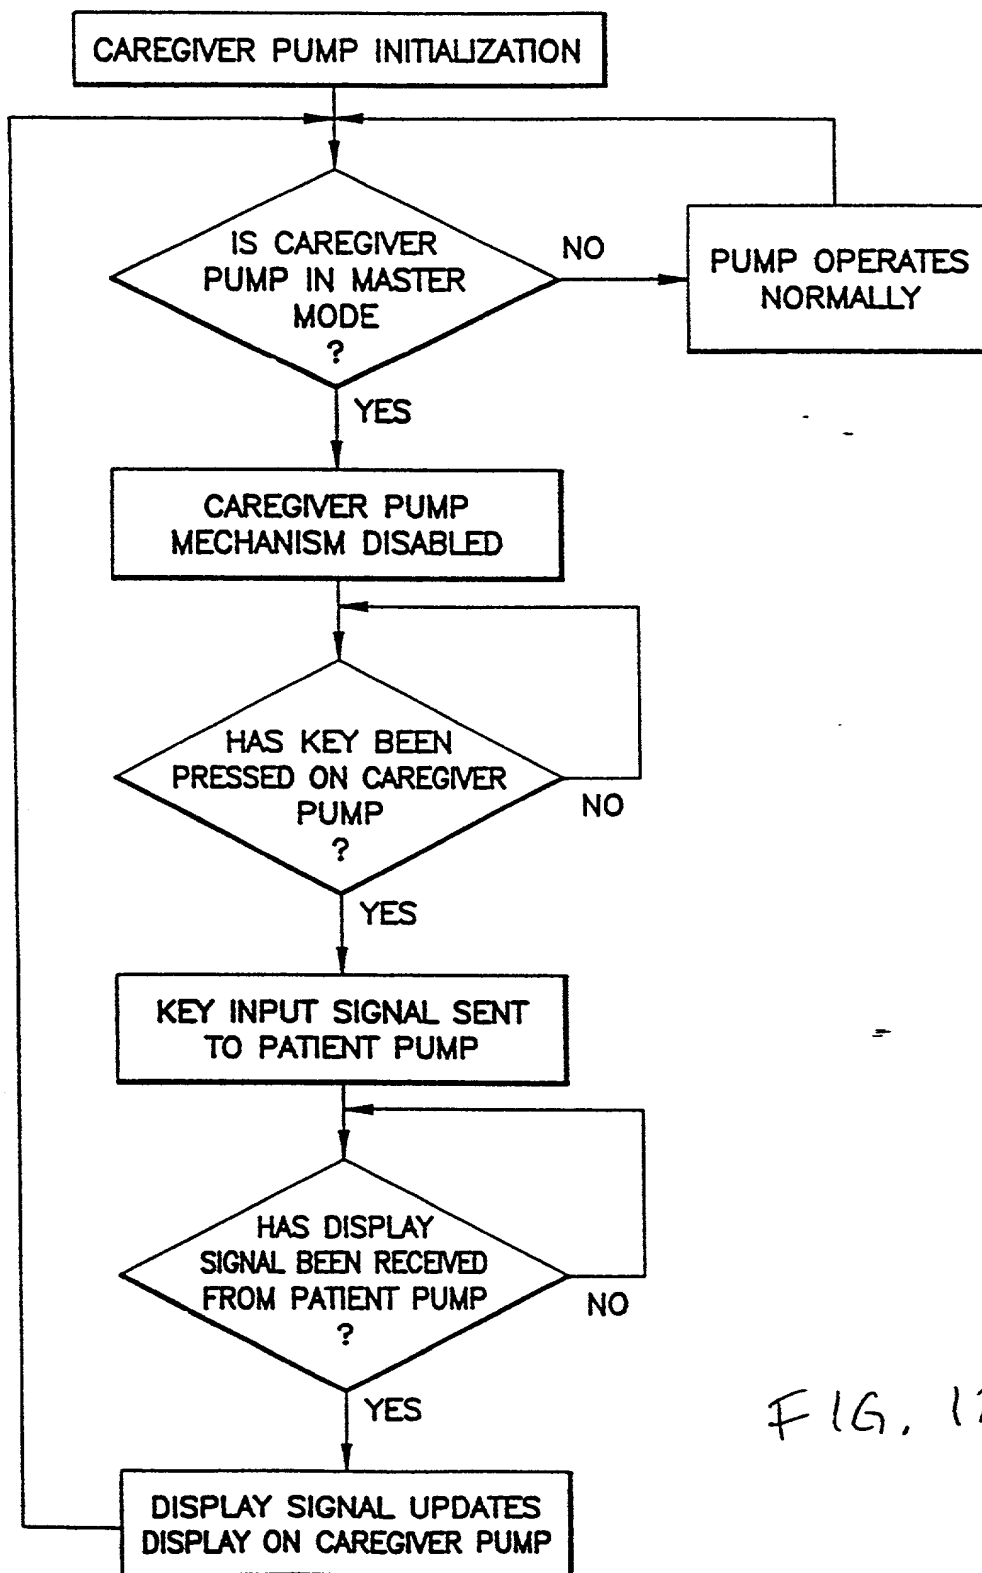 CAREGIVER PUMP INITIALIZATION
IS CAREGIVER
PUMP IN MASTER
MODE
?
NO
PUMP OPERATES
NORMALLY
YES
CAREGIVER PUMP
MECHANISM DISABLED
HAS KEY BEEN
PRESSED ON CAREGIVER
PUMP
?
NO
YES
KEY INPUT SIGNAL SENT
TO PATIENT PUMP
HAS DISPLAY
SIGNAL BEEN RECEIVED
FROM PATIENT PUMP
?
NO
YES
FIG.
DISPLAY SIGNAL UPDATES
DISPLAY ON CAREGIVER PUMP